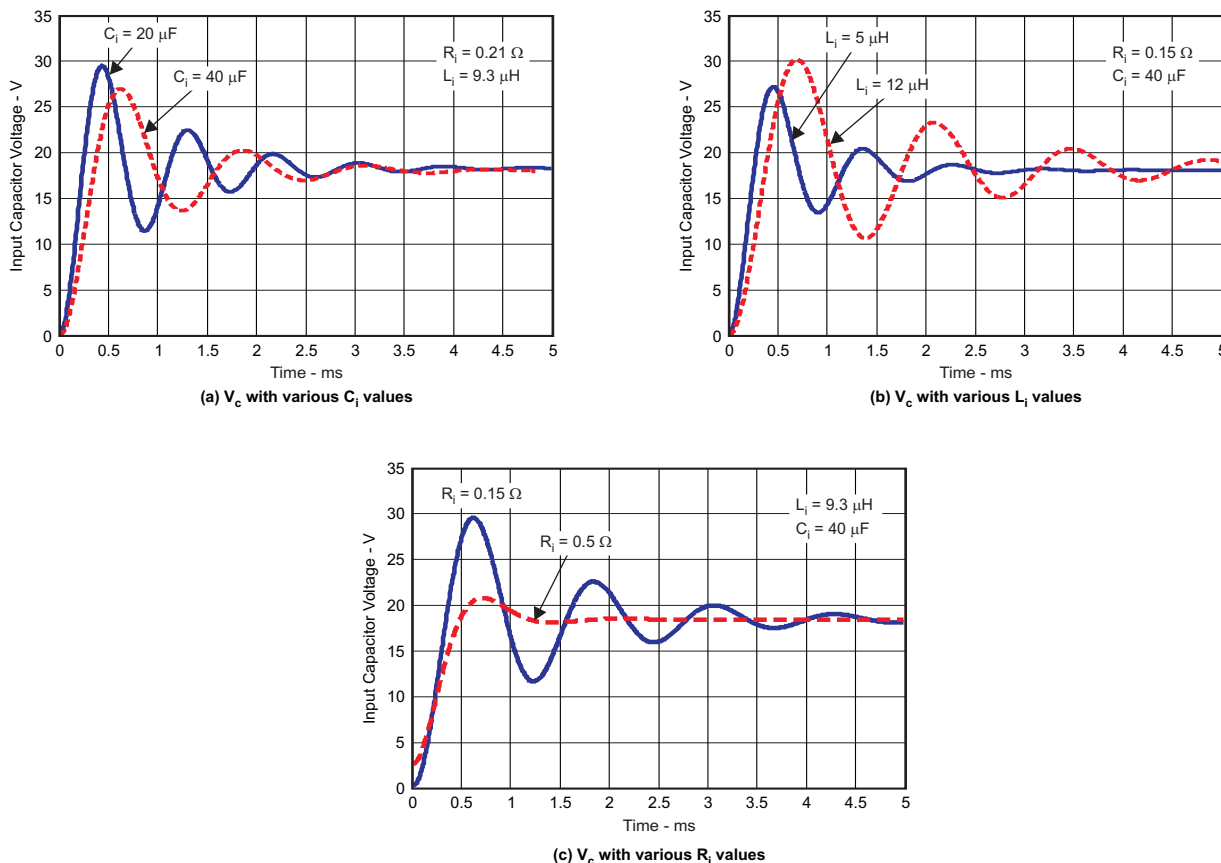 35
30
25
20
15
10
5
0
Input Capacitor Voltage - V
C_i = 20 μF
C_i = 40 μF
R_i = 0.21 Ω
L_i = 9.3 μH
0 0.5 1 1.5 2 2.5 3 3.5 4 4.5 5
Time - ms
(a) V_c with various C_i values
35
30
25
20
15
10
5
0
Input Capacitor Voltage - V
L_i = 5 μH
L_i = 12 μH
R_i = 0.15 Ω
C_i = 40 μF
0 0.5 1 1.5 2 2.5 3 3.5 4 4.5 5
Time - ms
(b) V_c with various L_i values
35
30
25
20
15
10
5
0
Input Capacitor Voltage - V
R_i = 0.15 Ω
R_i = 0.5 Ω
L_i = 9.3 μH
C_i = 40 μF
0 0.5 1 1.5 2 2.5 3 3.5 4 4.5 5
Time - ms
(c) V_c with various R_i values